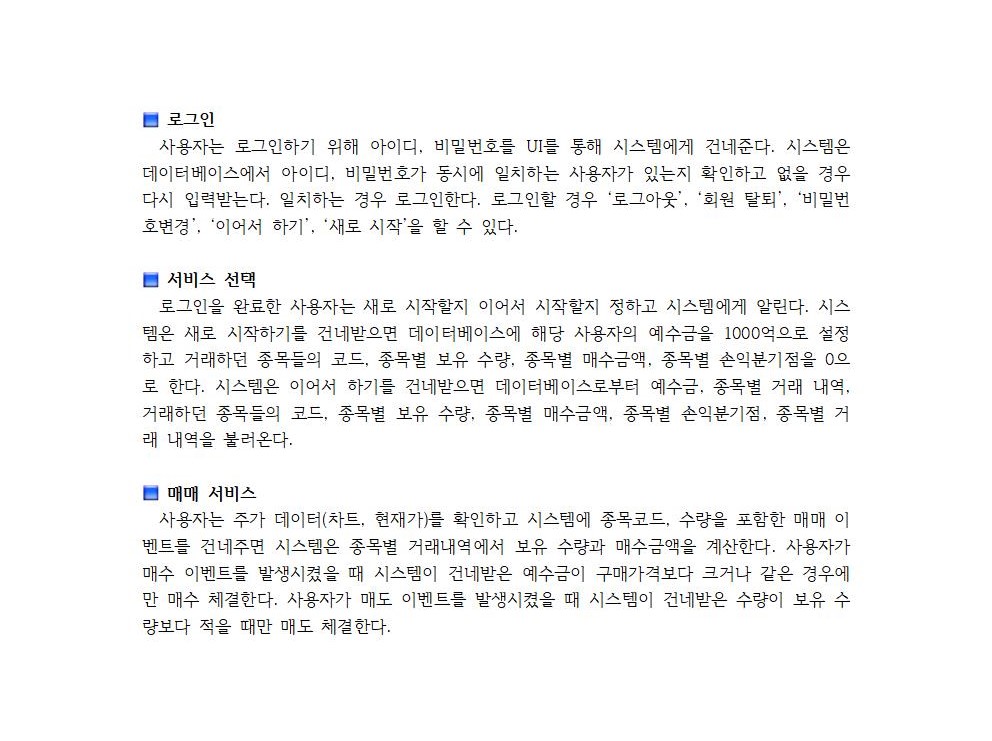 로그인
사용자는 로그인하기 위해 아이디, 비밀번호를 UI를 통해 시스템에게 건네준다. 시스템은
데이터베이스에서 아이디, 비밀번호가 동시에 일치하는 사용자가 있는지 확인하고 없을 경우
다시 입력받는다. 일치하는 경우 로그인한다. 로그인할 경우 ‘로그아웃’, ‘회원 탈퇴’, ‘비밀번
호변경’, ‘이어서 하기’, ‘새로 시작’을 할 수 있다.
서비스 선택
로그인을 완료한 사용자는 새로 시작할지 이어서 시작할지 정하고 시스템에게 알린다. 시스
템은 새로 시작하기를 건네받으면 데이터베이스에 해당 사용자의 예수금을 1000억으로 설정
하고 거래하던 종목들의 코드, 종목별 보유 수량, 종목별 매수금액, 종목별 손익분기점을 0으
로 한다. 시스템은 이어서 하기를 건네받으면 데이터베이스로부터 예수금, 종목별 거래 내역,
거래하던 종목들의 코드, 종목별 보유 수량, 종목별 매수금액, 종목별 손익분기점, 종목별 거
래 내역을 불러온다.
매매 서비스
사용자는 주가 데이터(차트, 현재가)를 확인하고 시스템에 종목코드, 수량을 포함한 매매 이
벤트를 건네주면 시스템은 종목별 거래내역에서 보유 수량과 매수금액을 계산한다. 사용자가
매수 이벤트를 발생시켰을 때 시스템이 건네받은 예수금이 구매가격보다 크거나 같은 경우에
만 매수 체결한다. 사용자가 매도 이벤트를 발생시켰을 때 시스템이 건네받은 수량이 보유 수
량보다 적을 때만 매도 체결한다.